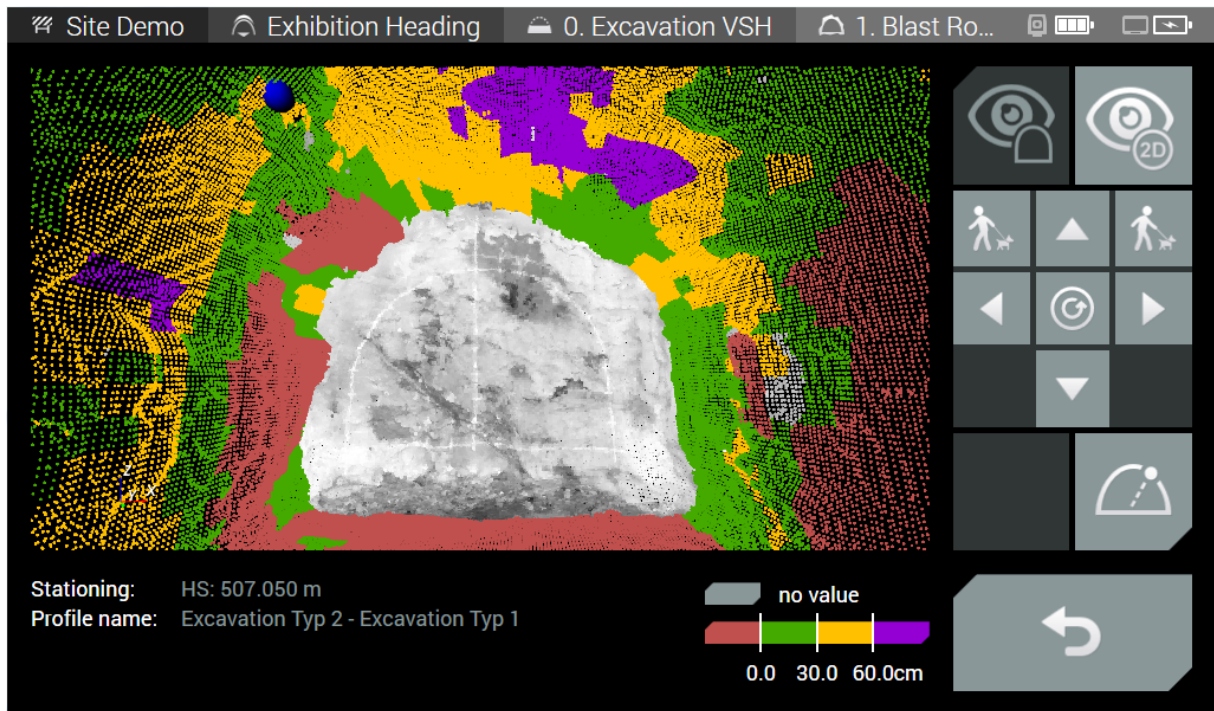 Site Demo
Exhibition Heading
0. Excavation VSH
1. Blast Ro...
2D
z
y x
Stationing: HS: 507.050 m
Profile name: Excavation Typ 2 - Excavation Typ 1
no value
0.0 30.0 60.0cm